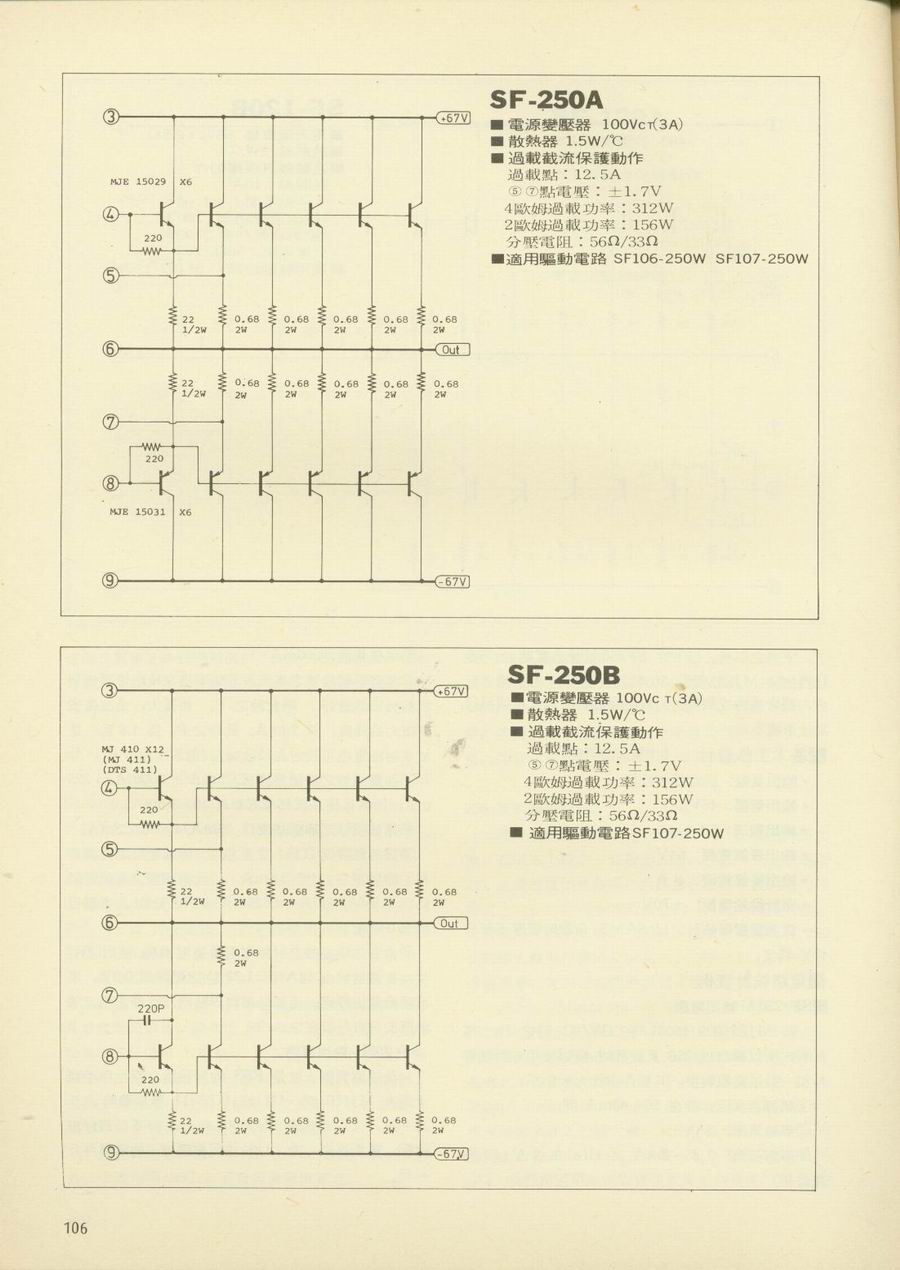 SF-250A
■ 電源變壓器 100VCT(3A)
■ 散熱器 1.5W/℃
■ 過載截流保護動作
過載點：12.5A
⑤⑦點電壓：±1.7V
4歐姆過載功率：312W
2歐姆過載功率：156W
分壓電阻：56Ω/33Ω
■適用驅動電路 SF106-250W SF107-250W
③ +67V
MJE 15029 X6
④
220
⑤
22 0.68 0.68 0.68 0.68 0.68
1/2W 2W 2W 2W 2W 2W
⑥ Out
22 0.68 0.68 0.68 0.68 0.68
1/2W 2W 2W 2W 2W 2W
⑦
220
⑧
MJE 15031 X6
⑨ -67V
SF-250B
■電源變壓器 100VCT(3A)
■散熱器 1.5W/℃
■過載截流保護動作
過載點：12.5A
⑤⑦點電壓：±1.7V
4歐姆過載功率：312W
2歐姆過載功率：156W
分壓電阻：56Ω/33Ω
■ 適用驅動電路SF107-250W
③ +67V
MJ 410 X12
(MJ 411)
(DTS 411)
④
220
⑤
22 0.68 0.68 0.68 0.68 0.68
1/2W 2W 2W 2W 2W 2W
⑥ Out
0.68
2W
⑦
220P
⑧
220
22 0.68 0.68 0.68 0.68 0.68
1/2W 2W 2W 2W 2W 2W
⑨ -67V
106